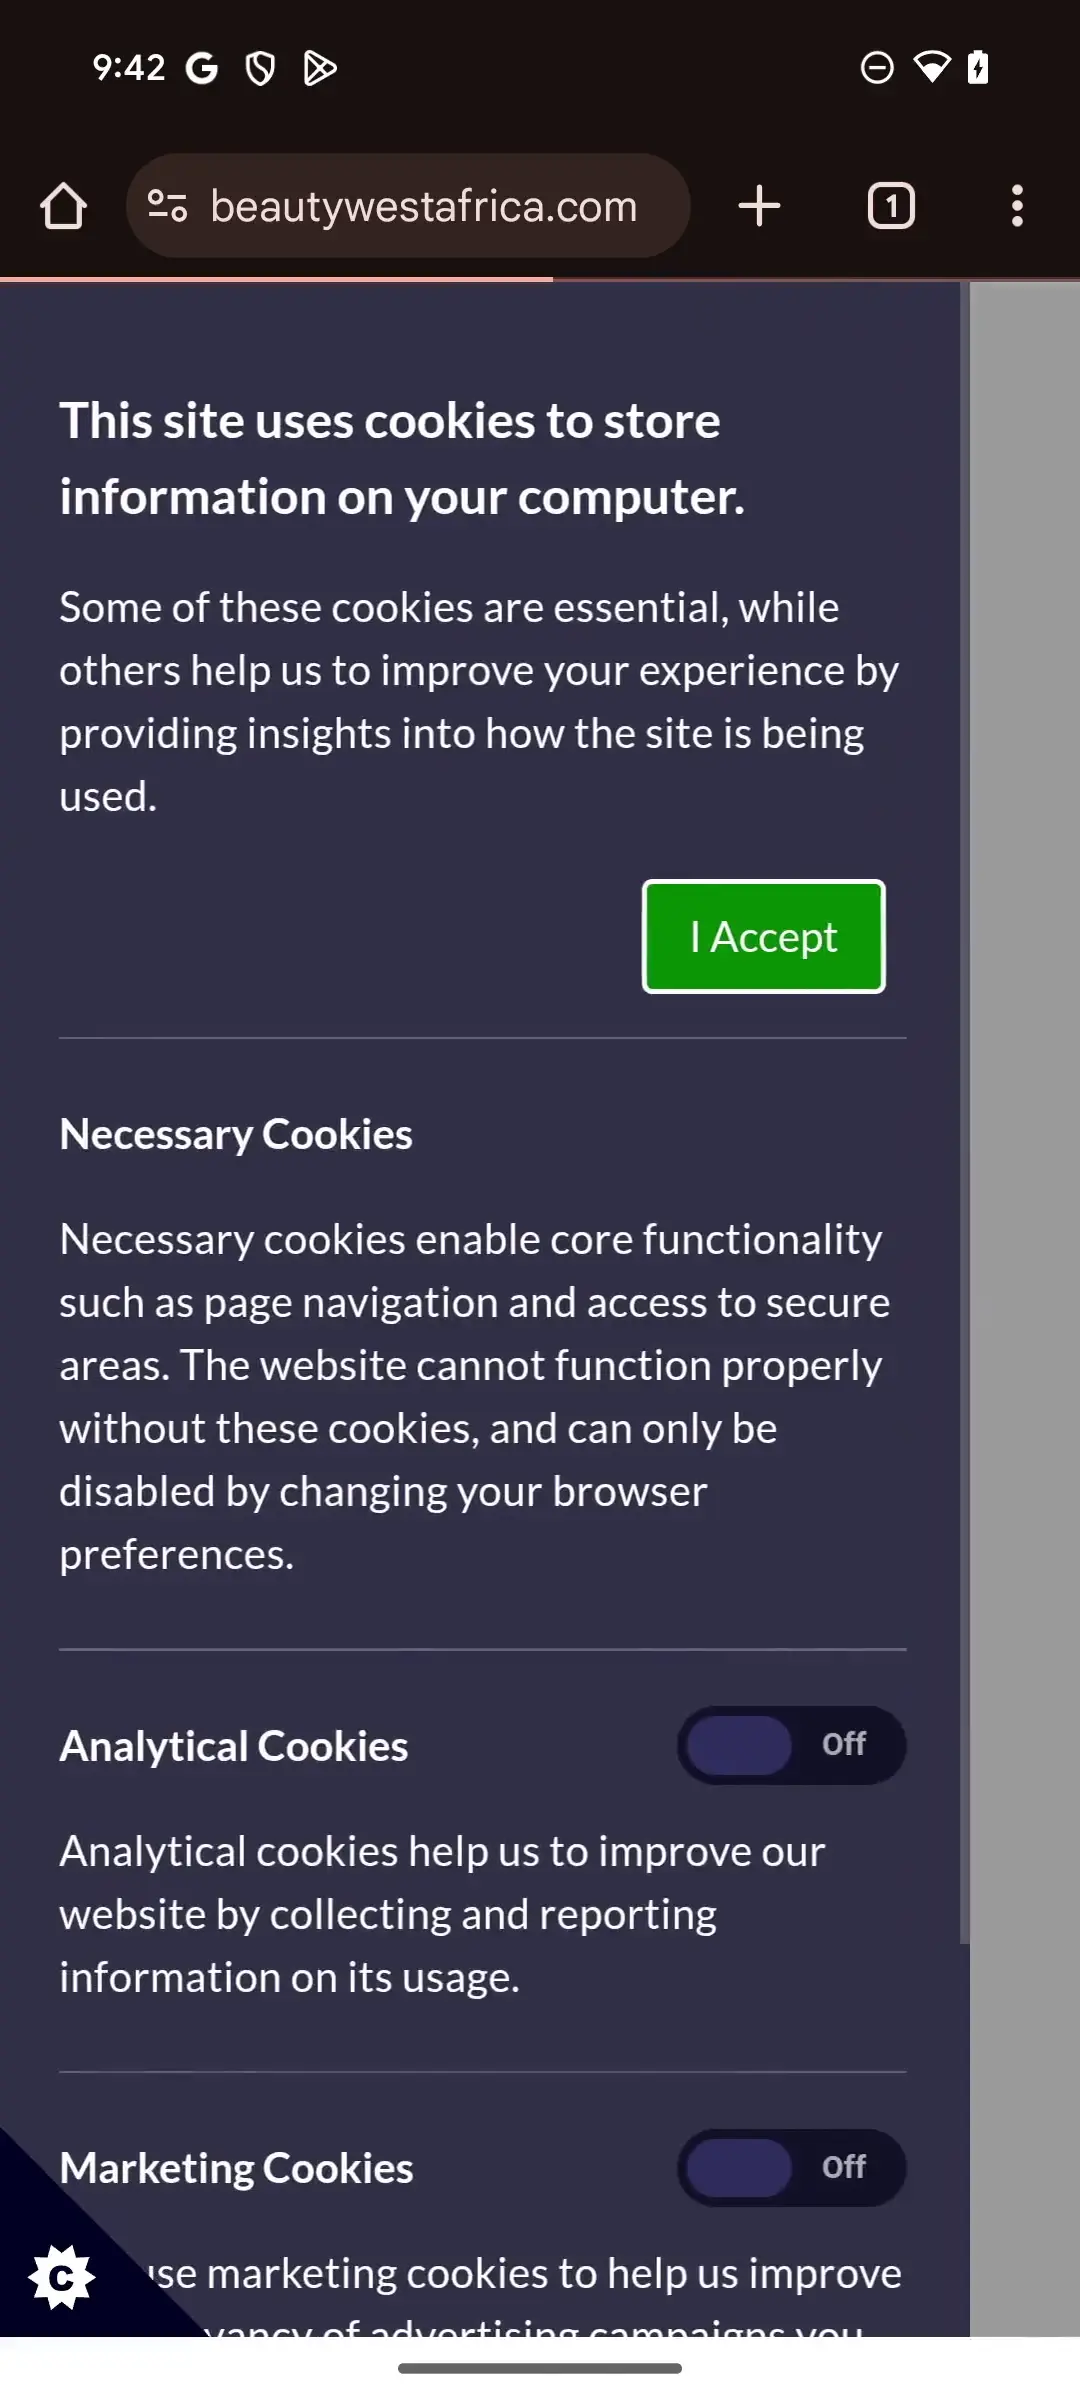 9:42
beautywestafrica.com
1
This site uses cookies to store
information on your computer.
Some of these cookies are essential, while
others help us to improve your experience by
providing insights into how the site is being
used.
I Accept
Necessary Cookies
Necessary cookies enable core functionality
such as page navigation and access to secure
areas. The website cannot function properly
without these cookies, and can only be
disabled by changing your browser
preferences.
Analytical Cookies
Off
Analytical cookies help us to improve our
website by collecting and reporting
information on its usage.
Marketing Cookies
Off
use marketing cookies to help us improve
of advertising campaigns you